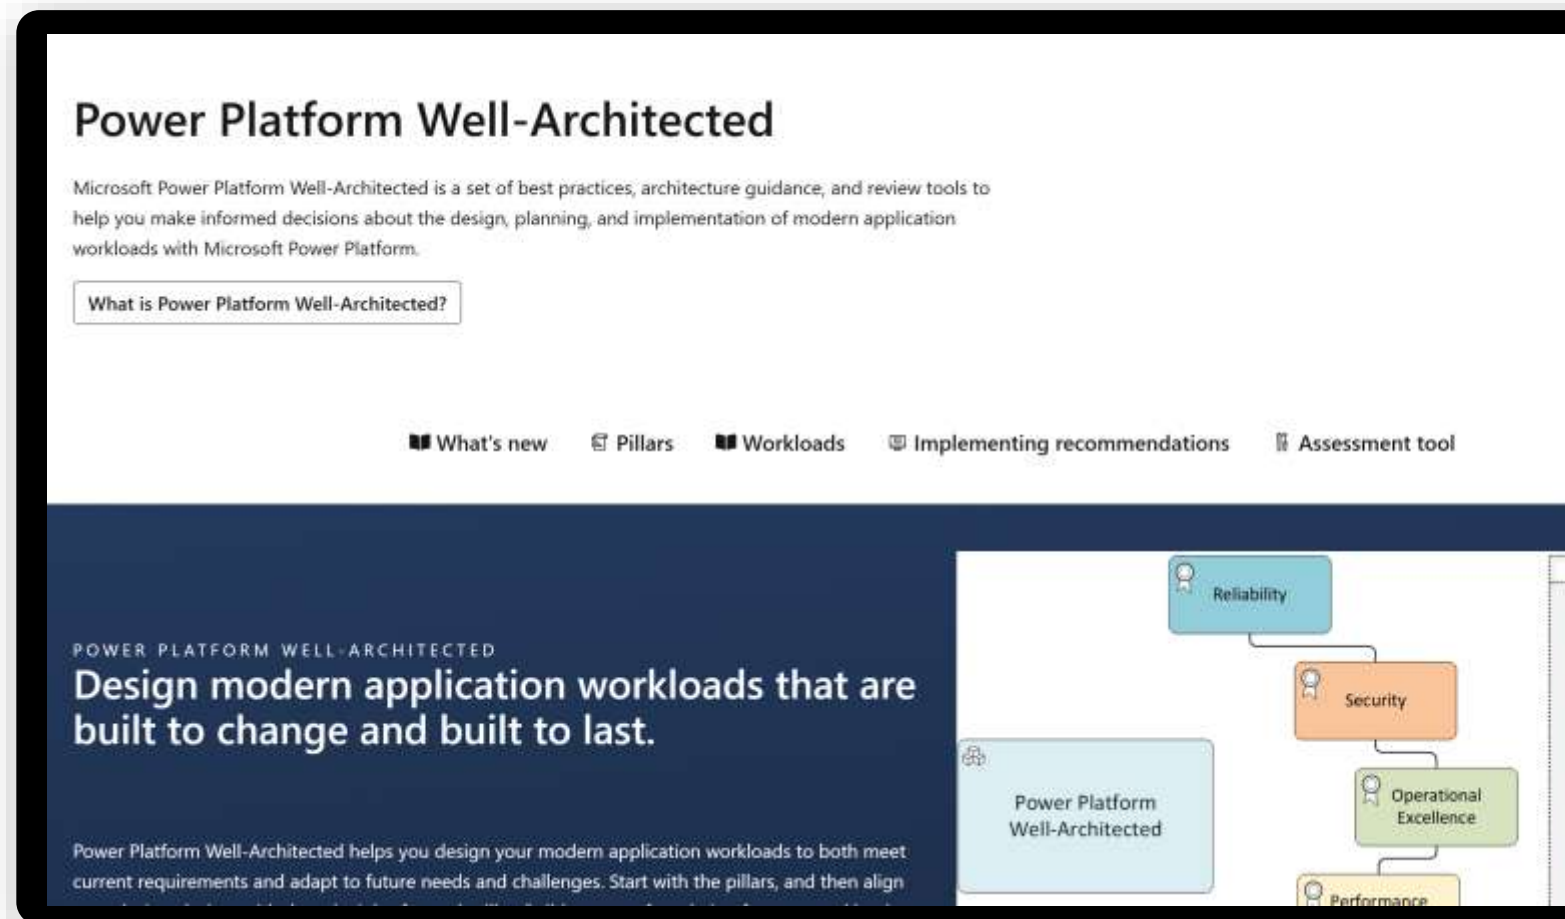 Power Platform Well-Architected
Microsoft Power Platform Well-Architected is a set of best practices, architecture guidance, and review tools to
help you make informed decisions about the design, planning, and implementation of modern application
workloads with Microsoft Power Platform.
What is Power Platform Well-Architected?
What's new Pillars Workloads Implementing recommendations Assessment tool
POWER PLATFORM WELL-ARCHITECTED
Design modern application workloads that are
built to change and built to last.
Power Platform Well-Architected helps you design your modern application workloads to both meet
current requirements and adapt to future needs and challenges. Start with the pillars, and then align
Reliability
Security
Power Platform
Well-Architected
Operational
Excellence
Performance